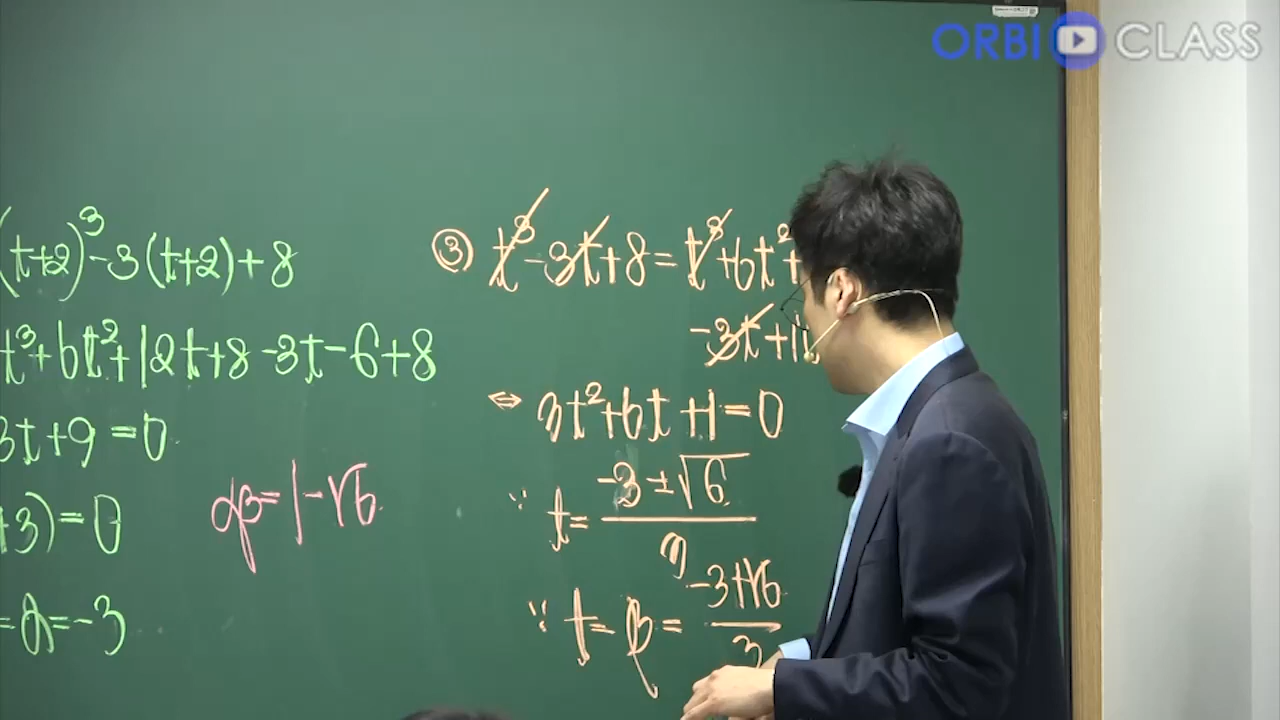 ORBI CLASS
(t+2)³-3(t+2)+8
t³+6t²+12t+8-3t-6+8
3t+9=0
+3)=0
=α=-3
αβ=1-√6
③ t³-3t+8=t³+6t²+
-3t+1
⇔ 3t²+6t+1=0
∵ t=(-3±√6)/3
∵ t=β=(-3+√6)/3